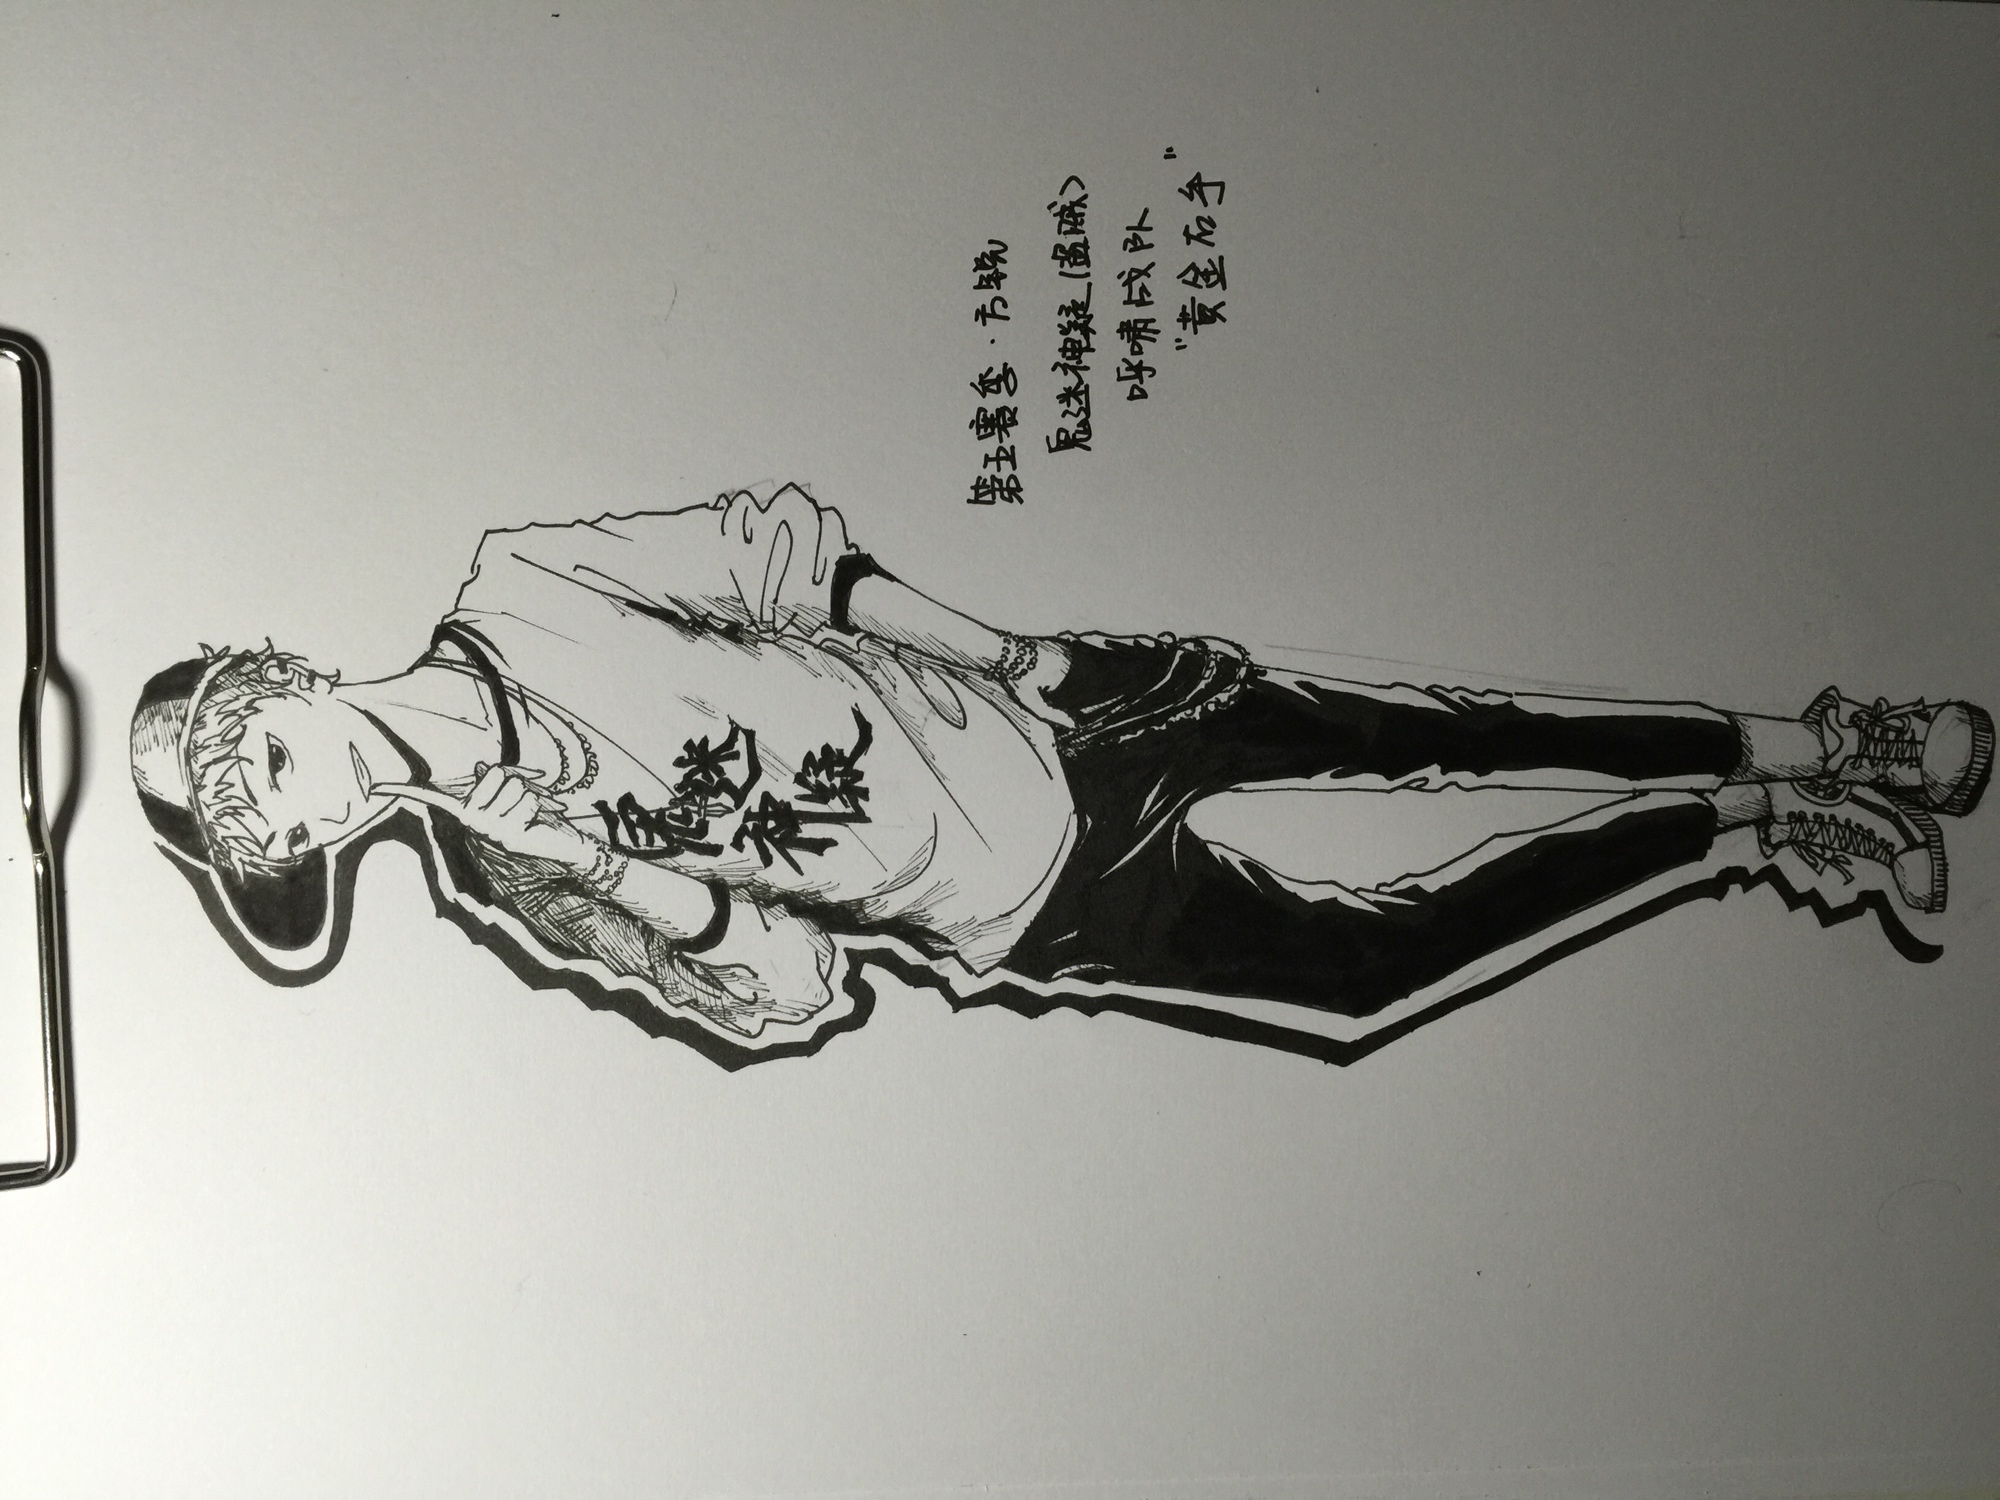 鬼迷
神疑
第五赛季·方锐
鬼迷神疑(盗贼)
呼啸战队
"黄金右手"